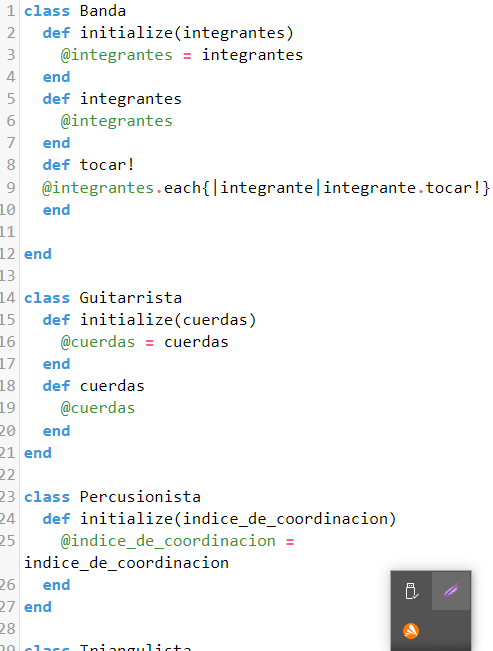 1 class Banda
2 def initialize(integrantes)
3 @integrantes = integrantes
4 end
5 def integrantes
6 @integrantes
7 end
8 def tocar!
9 @integrantes.each{|integrante|integrante.tocar!}
10 end
11
12 end
13
14 class Guitarrista
15 def initialize(cuerdas)
16 @cuerdas = cuerdas
17 end
18 def cuerdas
19 @cuerdas
20 end
21 end
22
23 class Percusionista
24 def initialize(indice_de_coordinacion)
25 @indice_de_coordinacion =
indice_de_coordinacion
26 end
27 end
28
29 class Triangulista